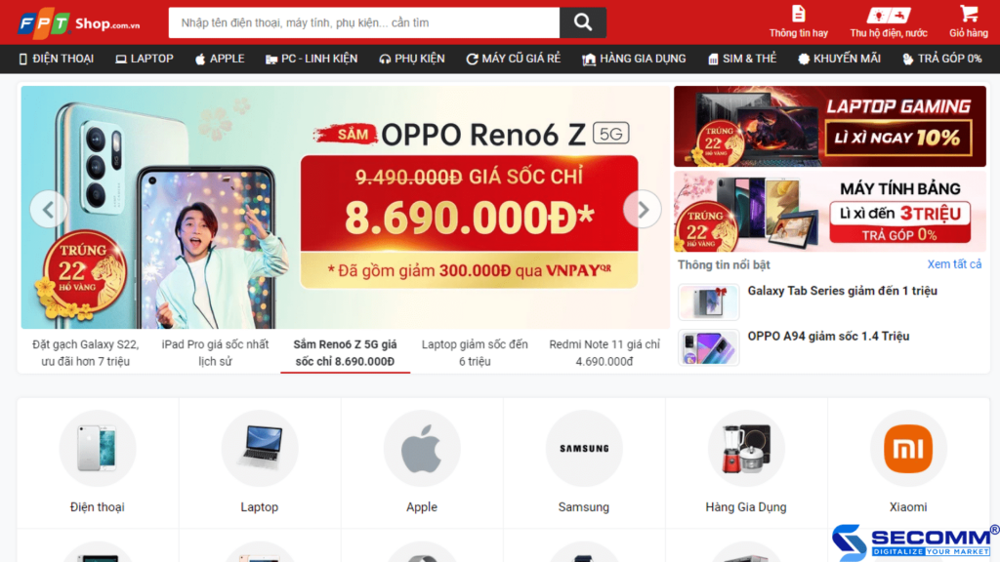 FPT Shop.com.vn
Nhập tên điện thoại, máy tính, phụ kiện... cần tìm
Thông tin hay
Thu hộ điện, nước
Giỏ hàng
ĐIỆN THOẠI
LAPTOP
APPLE
PC - LINH KIỆN
PHỤ KIỆN
MÁY CŨ GIÁ RẺ
HÀNG GIA DỤNG
SIM & THẺ
KHUYẾN MÃI
TRẢ GÓP 0%
SẮM OPPO Reno6 Z 5G
9.490.000Đ GIÁ SỐC CHỈ
8.690.000Đ*
* Đã gồm giảm 300.000Đ qua VNPAYQR
TRÚNG
22
HỔ VÀNG
LAPTOP GAMING
LÌ XÌ NGAY 10%
TRÚNG
22
HỔ VÀNG
MÁY TÍNH BẢNG
Lì xì đến 3TRIỆU
TRẢ GÓP 0%
TRÚNG
22
HỔ VÀNG
Thông tin nổi bật
Xem tất cả
Galaxy Tab Series giảm đến 1 triệu
OPPO A94 giảm sốc 1.4 Triệu
Đặt gạch Galaxy S22,
ưu đãi hơn 7 triệu
iPad Pro giá sốc nhất
lịch sử
Sắm Reno6 Z 5G giá
sốc chỉ 8.690.000Đ
Laptop giảm sốc đến
6 triệu
Redmi Note 11 giá chỉ
4.690.000đ
SAMSUNG
Điện thoại
Laptop
Apple
Samsung
Hàng Gia Dụng
Xiaomi
SECOMM®
DIGITALIZE YOUR MARKET